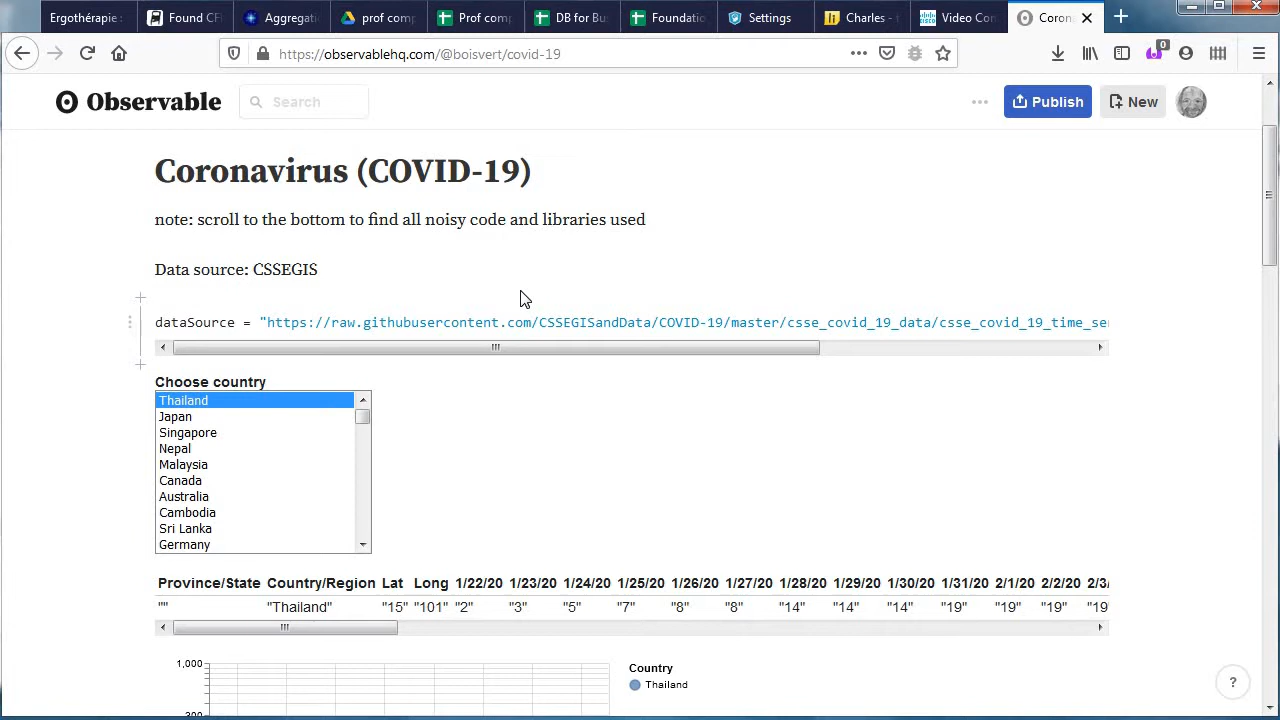 Ergothérapie :
Found CF
Aggregati
prof comp
Prof comp
DB for Bu
Foundatio
Settings
Charles -
Video Con
Coron
https://observablehq.com/@boisvert/covid-19
0
Observable
Search
Publish
New
Coronavirus (COVID-19)
note: scroll to the bottom to find all noisy code and libraries used
Data source: CSSEGIS
dataSource = "https://raw.githubusercontent.com/CSSEGISandData/COVID-19/master/csse_covid_19_data/csse_covid_19_time_se
Choose country
Thailand
Japan
Singapore
Nepal
Malaysia
Canada
Australia
Cambodia
Sri Lanka
Germany
Province/State Country/Region Lat Long 1/22/20 1/23/20 1/24/20 1/25/20 1/26/20 1/27/20 1/28/20 1/29/20 1/30/20 1/31/20 2/1/20 2/2/20 2/3/
"" "Thailand" "15" "101" "2" "3" "5" "7" "8" "8" "14" "14" "14" "19" "19" "19" "19
1,000
Country
Thailand
?